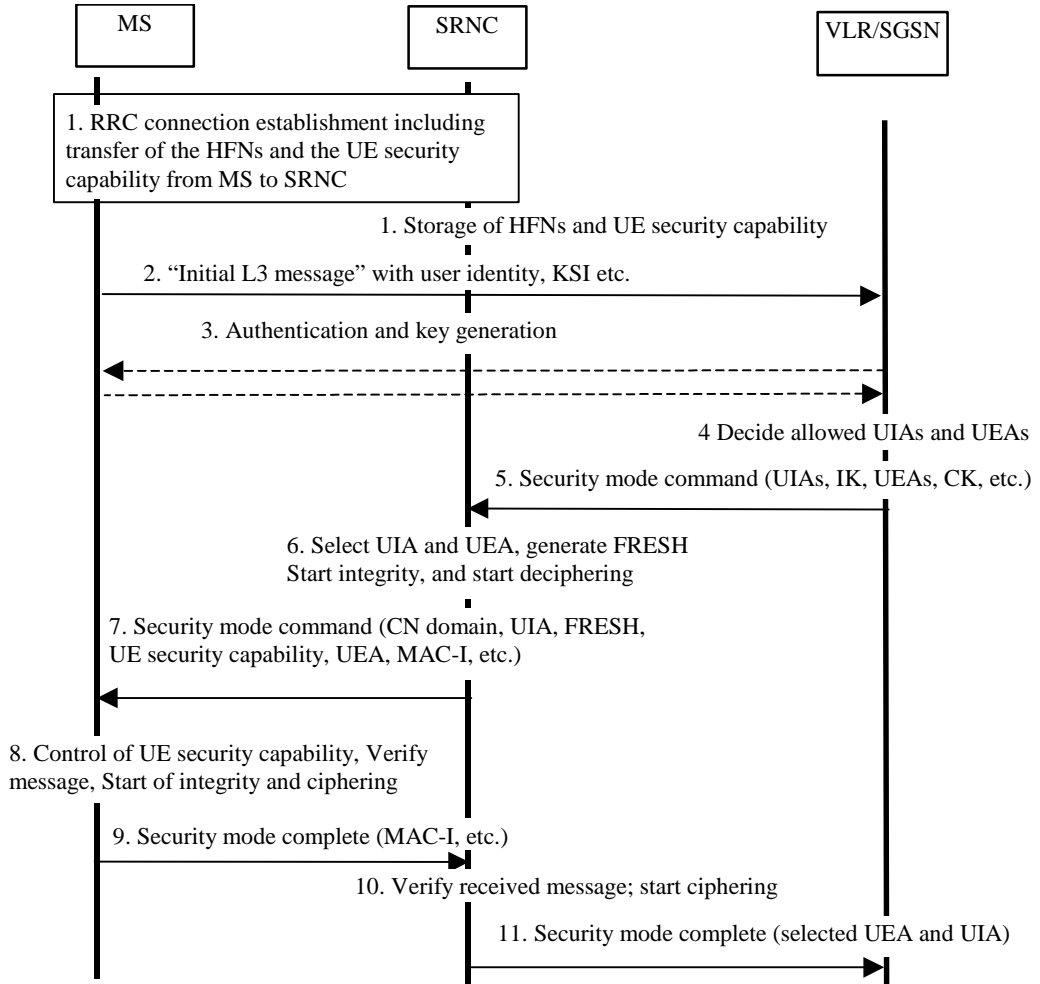 MS
SRNC
VLR/SGSN
1. RRC connection establishment including
transfer of the HFNs and the UE security
capability from MS to SRNC
1. Storage of HFNs and UE security capability
2. “Initial L3 message” with user identity, KSI etc.
3. Authentication and key generation
4 Decide allowed UIAs and UEAs
5. Security mode command (UIAs, IK, UEAs, CK, etc.)
6. Select UIA and UEA, generate FRESH
Start integrity, and start deciphering
7. Security mode command (CN domain, UIA, FRESH,
UE security capability, UEA, MAC-I, etc.)
8. Control of UE security capability, Verify
message, Start of integrity and ciphering
9. Security mode complete (MAC-I, etc.)
10. Verify received message; start ciphering
11. Security mode complete (selected UEA and UIA)